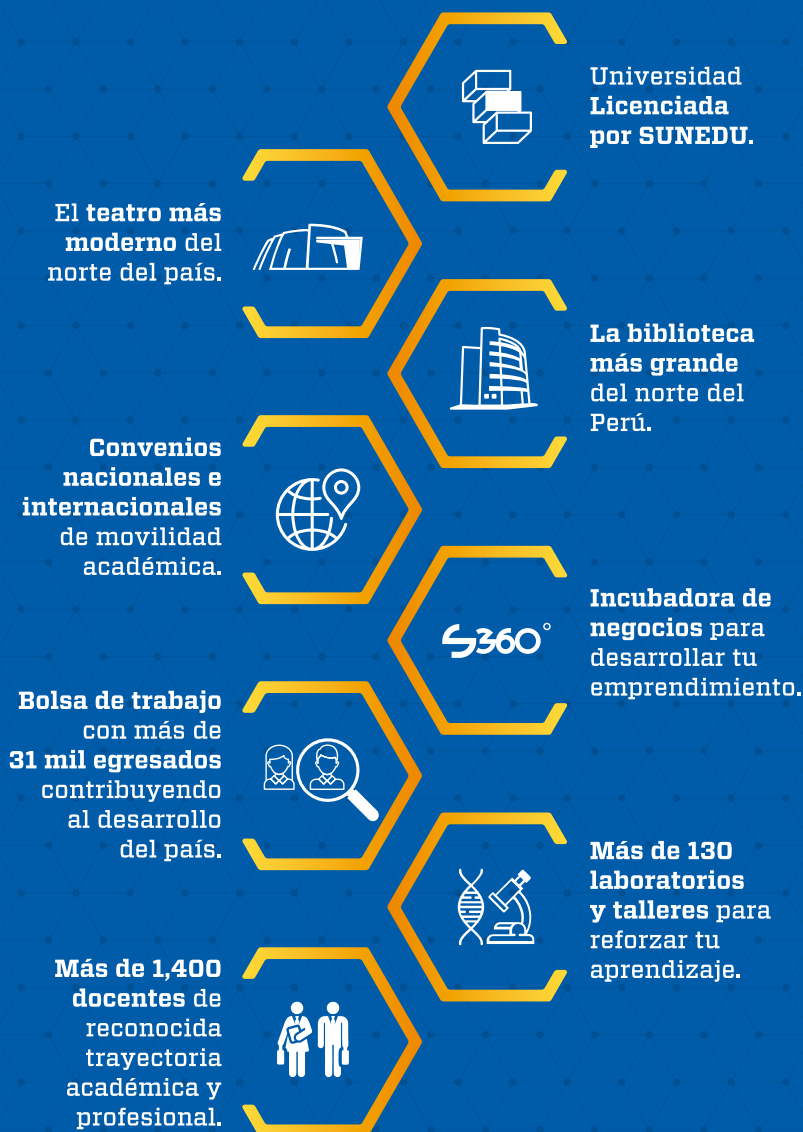 Universidad
Licenciada
por SUNEDU.
El teatro más
moderno del
norte del país.
La biblioteca
más grande
del norte del
Perú.
Convenios
nacionales e
internacionales
de movilidad
académica.
S360°
Incubadora de
negocios para
desarrollar tu
emprendimiento.
Bolsa de trabajo
con más de
31 mil egresados
contribuyendo
al desarrollo
del país.
Más de 130
laboratorios
y talleres para
reforzar tu
aprendizaje.
Más de 1,400
docentes de
reconocida
trayectoria
académica y
profesional.